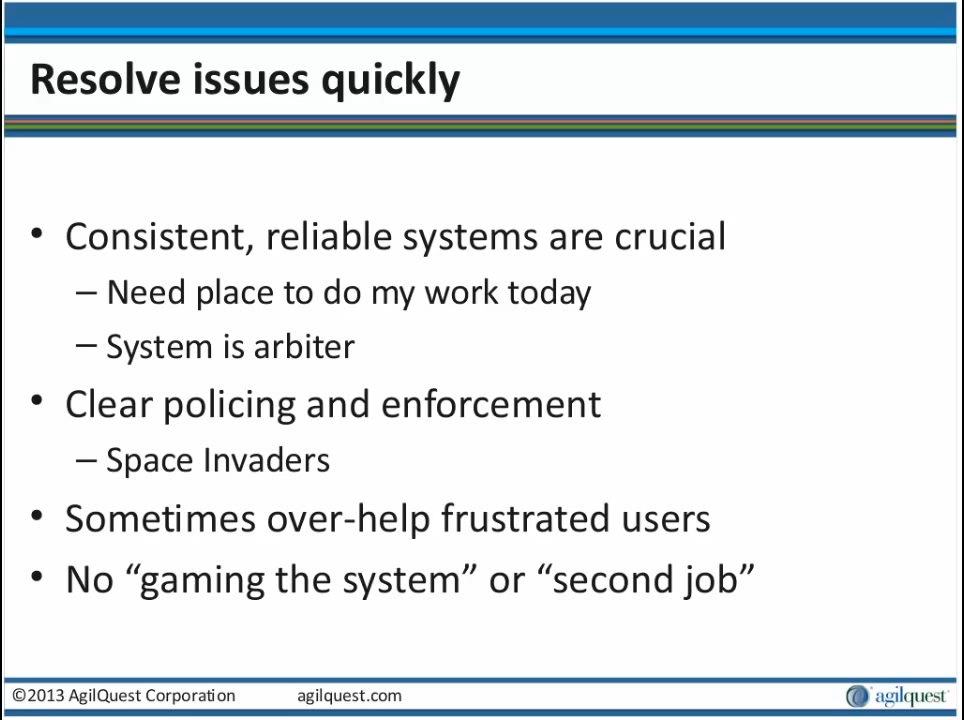 Resolve issues quickly
• Consistent, reliable systems are crucial
– Need place to do my work today
– System is arbiter
• Clear policing and enforcement
– Space Invaders
• Sometimes over-help frustrated users
• No “gaming the system” or “second job”
©2013 AgilQuest Corporation agilquest.com agilquest